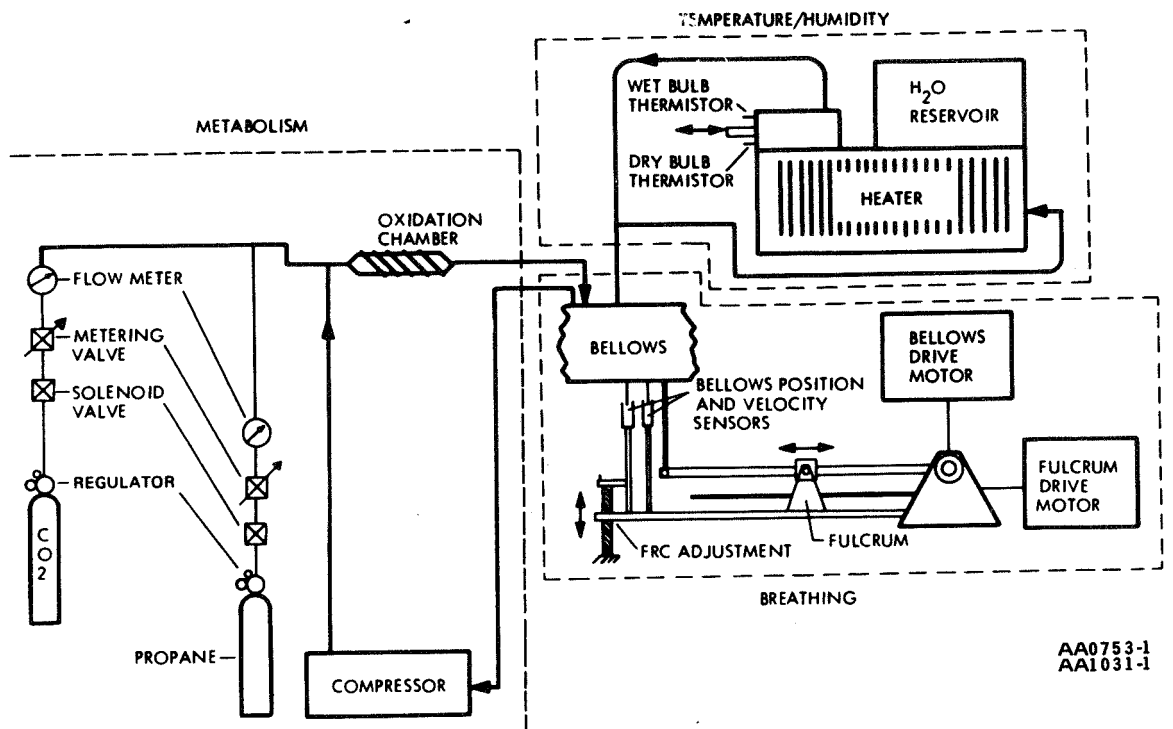 TEMPERATURE/HUMIDITY
WET BULB
THERMISTOR
H2O
RESERVOIR
METABOLISM
DRY BULB
THERMISTOR
HEATER
OXIDATION
CHAMBER
FLOW METER
METERING
VALVE
BELLOWS
BELLOWS
DRIVE
MOTOR
SOLENOID
VALVE
BELLOWS POSITION
AND VELOCITY
SENSORS
REGULATOR
FULCRUM
DRIVE
MOTOR
CO2
FRC ADJUSTMENT
FULCRUM
BREATHING
PROPANE
COMPRESSOR
AA0753-1
AA1031-1